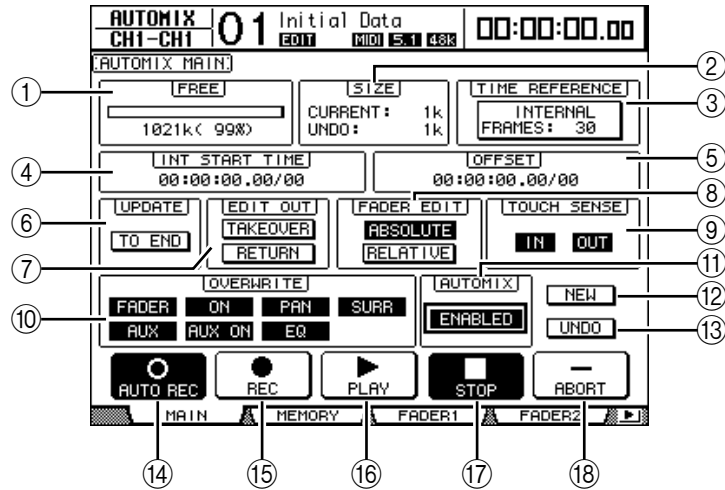 AUTOMIX 01 Initial Data 00:00:00.00
CH1-CH1 EDIT MIDI 5.1 48k
AUTOMIX MAIN
① FREE SIZE ② TIME REFERENCE ③
1021k( 99%) CURRENT: 1k INTERNAL
UNDO: 1k FRAMES: 30
④ INT START TIME OFFSET ⑤
00:00:00.00/00 00:00:00.00/00
⑥ UPDATE ⑦ EDIT OUT FADER EDIT ⑧ TOUCH SENSE ⑨
TO END TAKEOVER ABSOLUTE IN OUT
RETURN RELATIVE
⑩ OVERWRITE AUTOMIX ⑪
FADER ON PAN SURR ENABLED NEW ⑫
AUX AUX ON EQ UNDO ⑬
AUTO REC REC PLAY STOP ABORT
MAIN MEMORY FADER1 FADER2
⑭ ⑮ ⑯ ⑰ ⑱